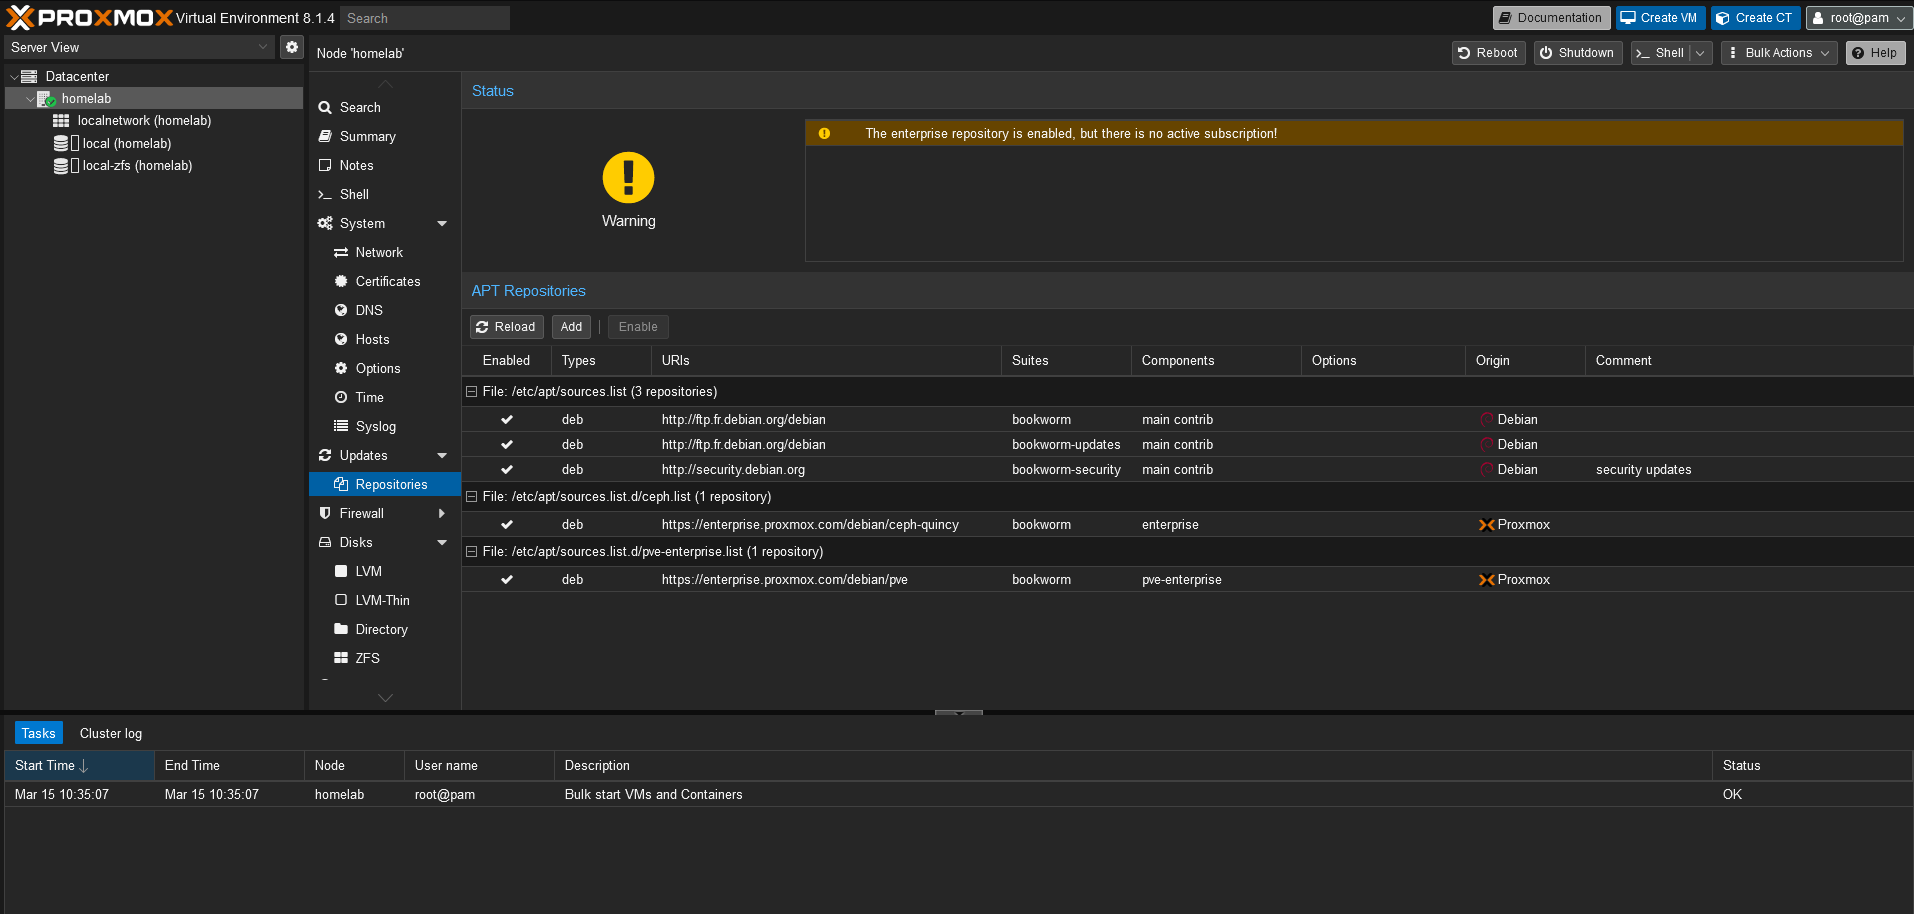 PROXMOX Virtual Environment 8.1.4 Search Documentation Create VM Create CT root@pam
Server View
Node 'homelab' Reboot Shutdown Shell Bulk Actions Help
Datacenter
homelab
localnetwork (homelab)
local (homelab)
local-zfs (homelab)
Search
Summary
Notes
Shell
System
Network
Certificates
DNS
Hosts
Options
Time
Syslog
Updates
Repositories
Firewall
Disks
LVM
LVM-Thin
Directory
ZFS
Status
Warning
The enterprise repository is enabled, but there is no active subscription!
APT Repositories
Reload Add Enable
Enabled Types URIs Suites Components Options Origin Comment
File: /etc/apt/sources.list (3 repositories)
deb http://ftp.fr.debian.org/debian bookworm main contrib Debian
deb http://ftp.fr.debian.org/debian bookworm-updates main contrib Debian
deb http://security.debian.org bookworm-security main contrib Debian security updates
File: /etc/apt/sources.list.d/ceph.list (1 repository)
deb https://enterprise.proxmox.com/debian/ceph-quincy bookworm enterprise Proxmox
File: /etc/apt/sources.list.d/pve-enterprise.list (1 repository)
deb https://enterprise.proxmox.com/debian/pve bookworm pve-enterprise Proxmox
Tasks Cluster log
Start Time End Time Node User name Description Status
Mar 15 10:35:07 Mar 15 10:35:07 homelab root@pam Bulk start VMs and Containers OK